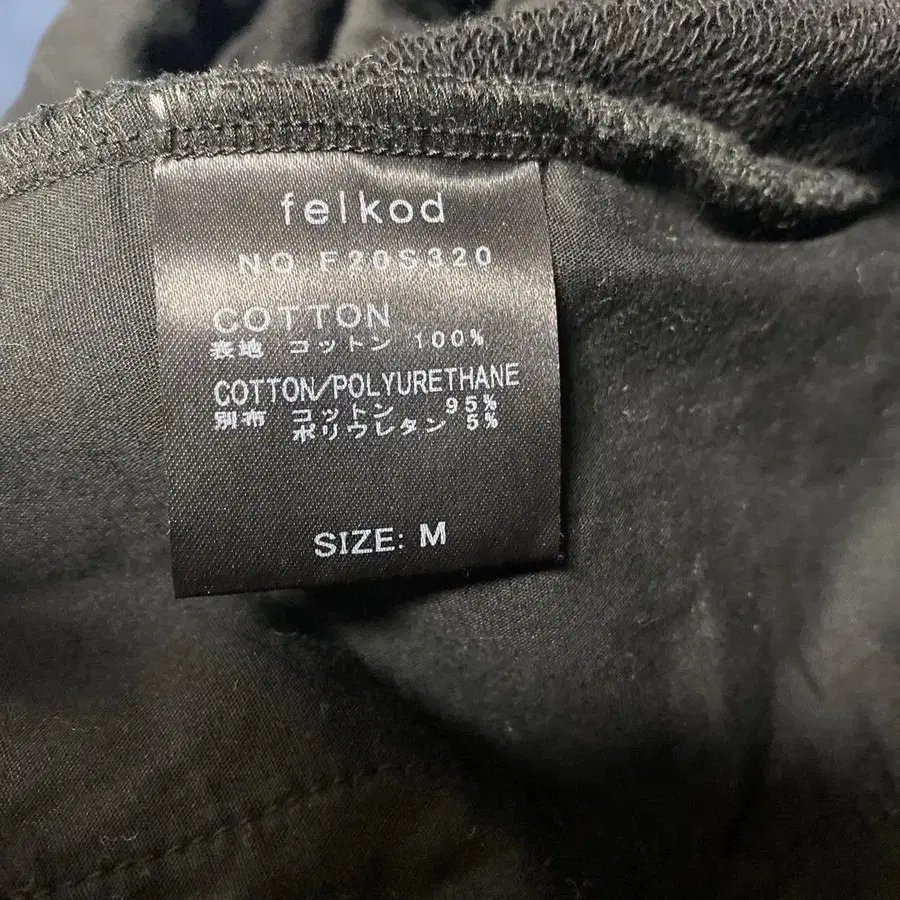 felkod
NO F20S320
COTTON
表地 コットン 100%
COTTON/POLYURETHANE
別布 コットン 95%
ポリウレタン 5%
SIZE: M